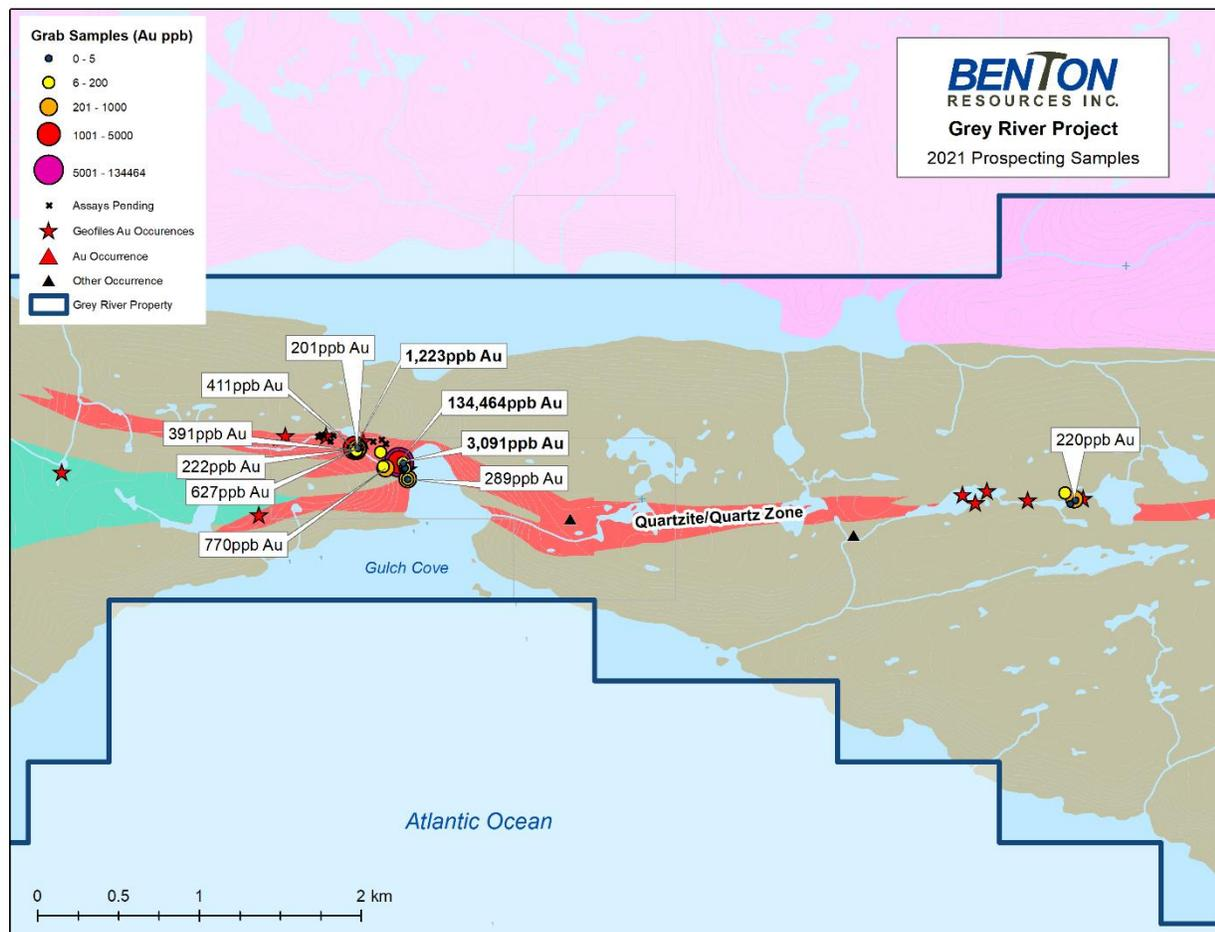 Grab Samples (Au ppb)
0 - 5
6 - 200
201 - 1000
1001 - 5000
5001 - 134464
Assays Pending
Geofiles Au Occurences
Au Occurrence
Other Occurrence
Grey River Property
BENTON
RESOURCES INC.
Grey River Project
2021 Prospecting Samples
201ppb Au
1,223ppb Au
411ppb Au
134,464ppb Au
391ppb Au
3,091ppb Au
222ppb Au
289ppb Au
627ppb Au
770ppb Au
220ppb Au
Quartzite/Quartz Zone
Gulch Cove
Atlantic Ocean
0 0.5 1 2 km